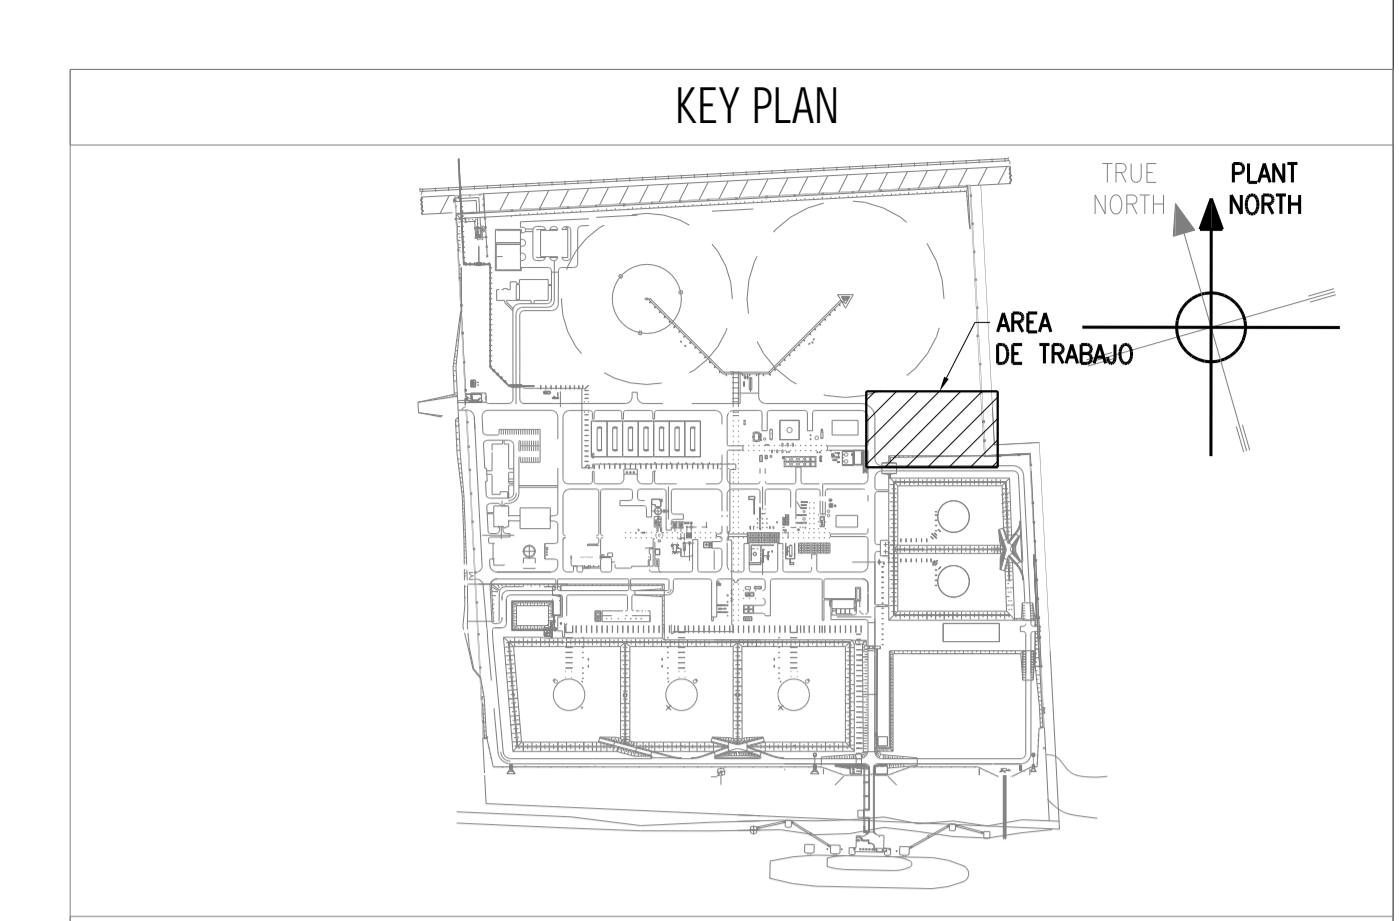 KEY PLAN
TRUE
NORTH
PLANT
NORTH
AREA
DE TRABAJO